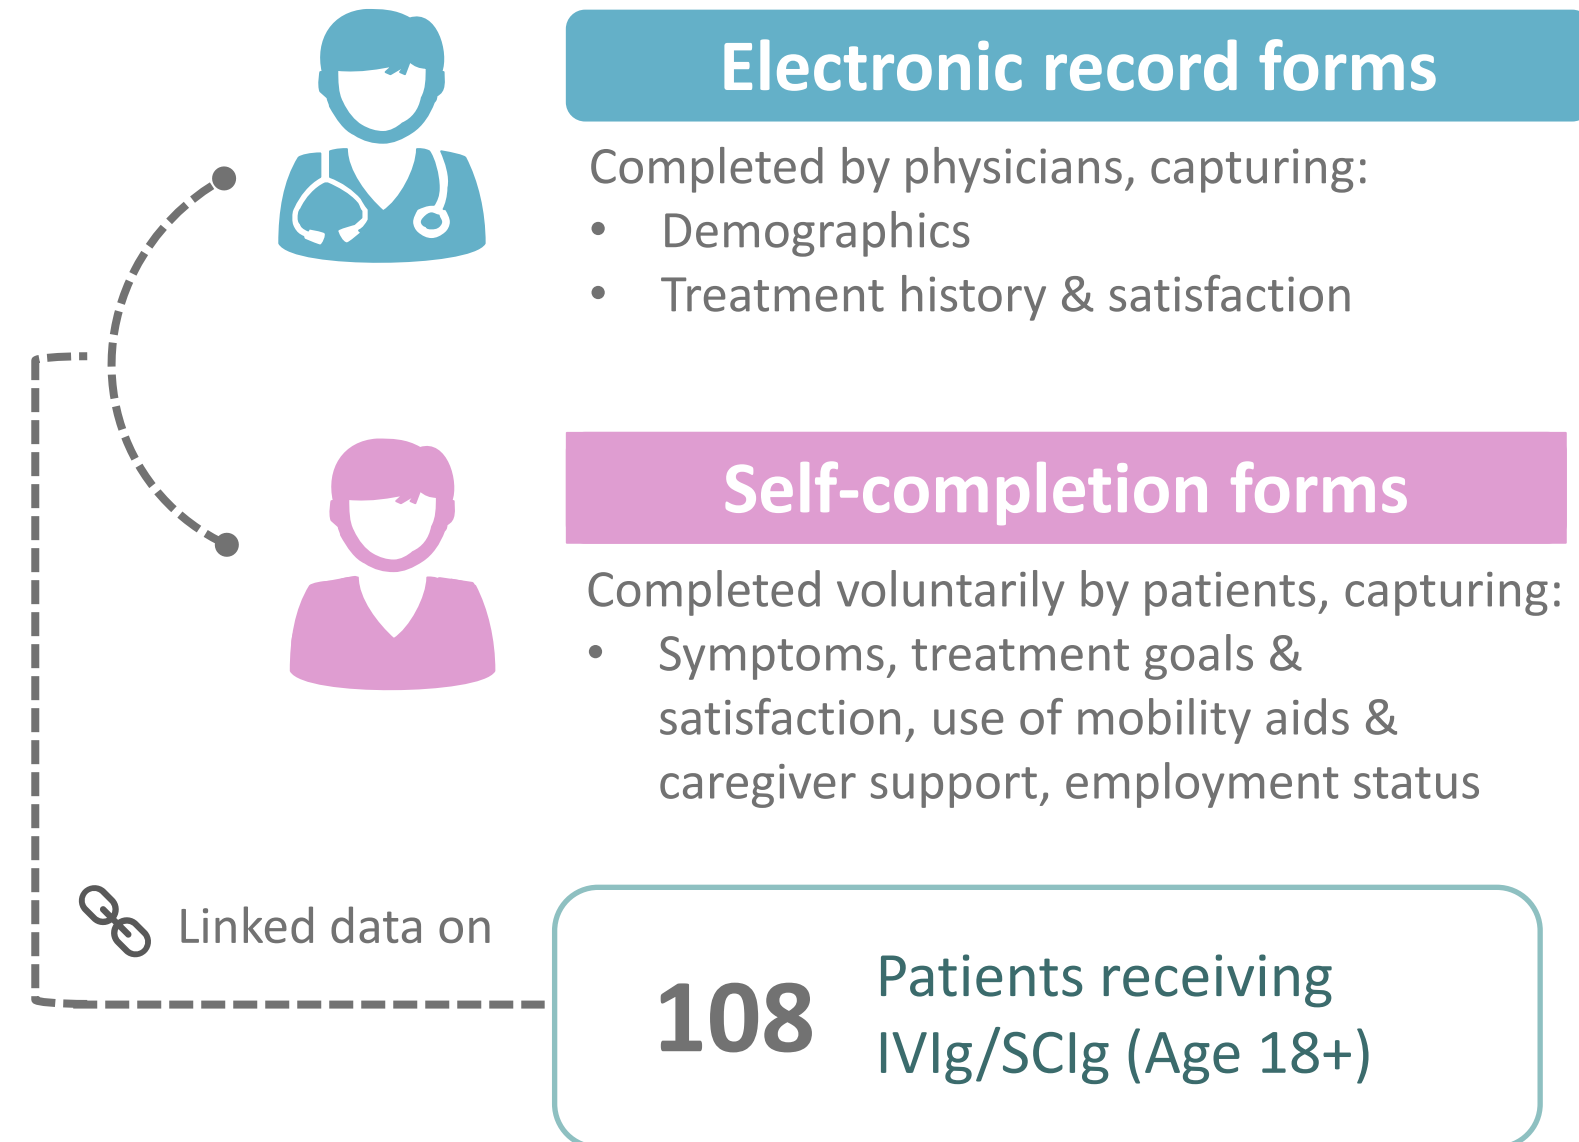 Electronic record forms
Completed by physicians, capturing:
• Demographics
• Treatment history & satisfaction
Self-completion forms
Completed voluntarily by patients, capturing:
• Symptoms, treatment goals &
satisfaction, use of mobility aids &
caregiver support, employment status
Linked data on
108
Patients receiving
IVIg/SCIg (Age 18+)